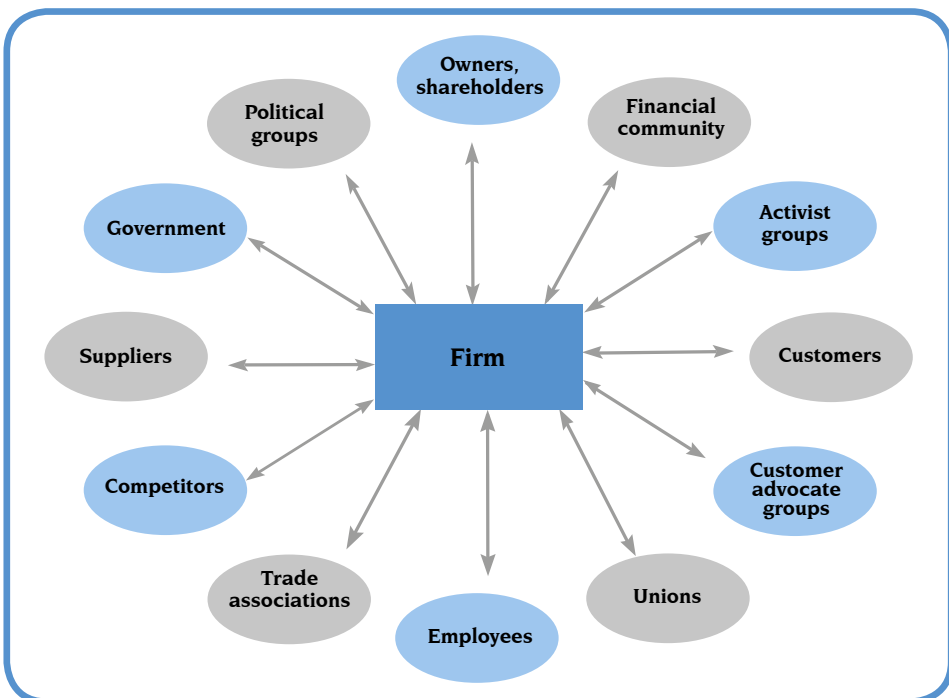 Owners,
shareholders
Political
groups
Financial
community
Government
Activist
groups
Suppliers
Firm
Customers
Competitors
Customer
advocate
groups
Trade
associations
Employees
Unions